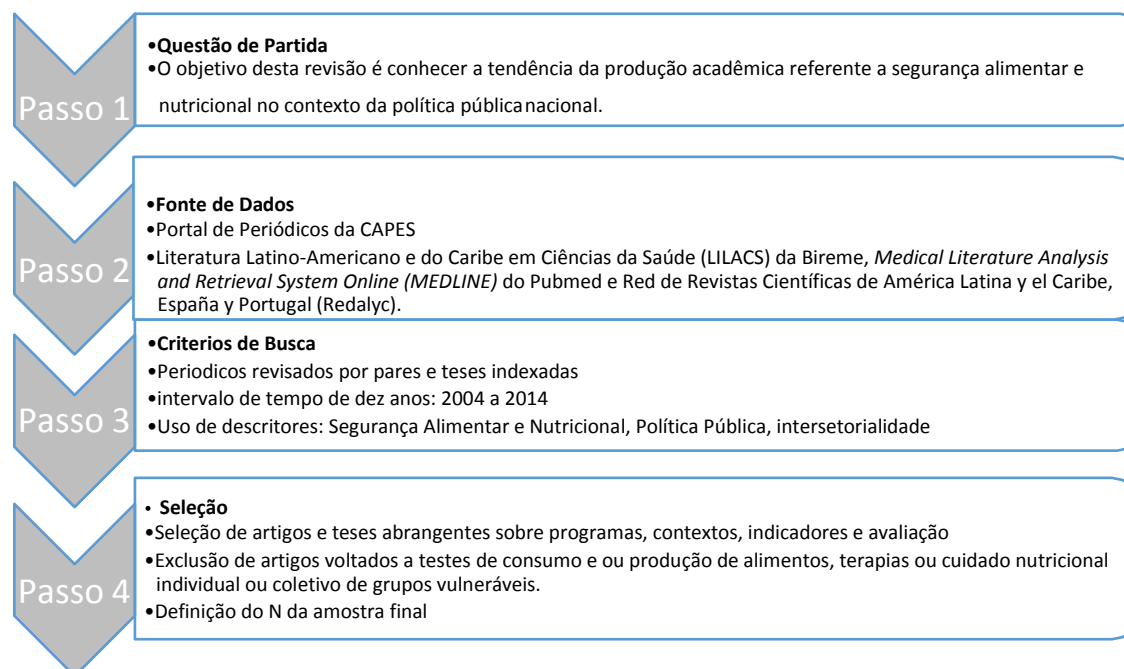 Passo 1
•Questão de Partida
•O objetivo desta revisão é conhecer a tendência da produção acadêmica referente a segurança alimentar e
nutricional no contexto da política públicanacional.
Passo 2
•Fonte de Dados
•Portal de Periódicos da CAPES
•Literatura Latino-Americano e do Caribe em Ciências da Saúde (LILACS) da Bireme, Medical Literature Analysis
and Retrieval System Online (MEDLINE) do Pubmed e Red de Revistas Científicas de América Latina y el Caribe,
España y Portugal (Redalyc).
Passo 3
•Criterios de Busca
•Periodicos revisados por pares e teses indexadas
•intervalo de tempo de dez anos: 2004 a 2014
•Uso de descritores: Segurança Alimentar e Nutricional, Política Pública, intersetorialidade
Passo 4
• Seleção
•Seleção de artigos e teses abrangentes sobre programas, contextos, indicadores e avaliação
•Exclusão de artigos voltados a testes de consumo e ou produção de alimentos, terapias ou cuidado nutricional
individual ou coletivo de grupos vulneráveis.
•Definição do N da amostra final